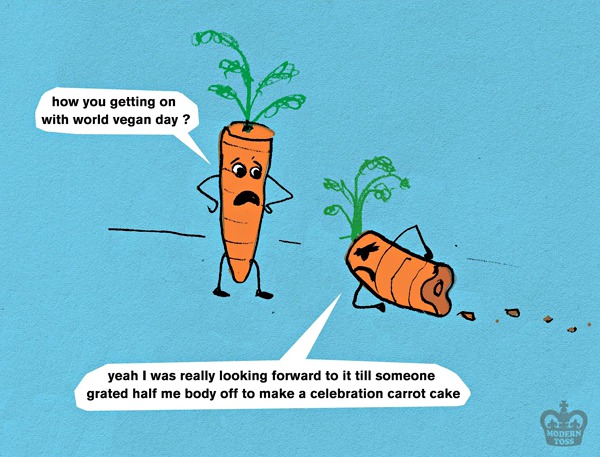 how you getting on
with world vegan day ?
yeah I was really looking forward to it till someone
grated half me body off to make a celebration carrot cake
MODERN
TOSS